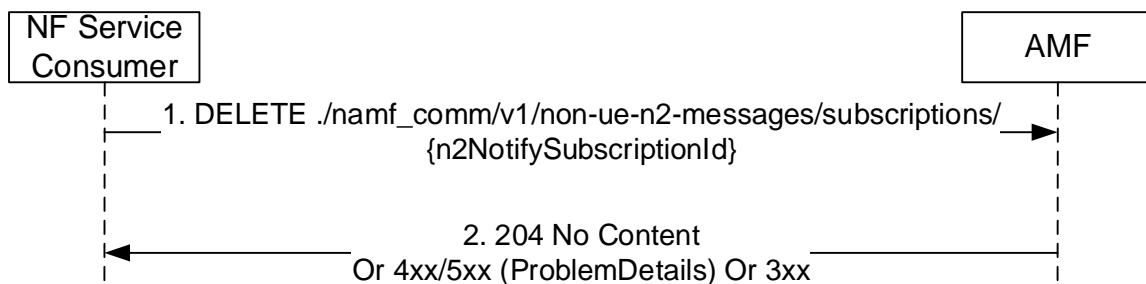 NF Service
Consumer
AMF
1. DELETE ./namf_comm/v1/non-ue-n2-messages/subscriptions/
{n2NotifySubscriptionId}
2. 204 No Content
Or 4xx/5xx (ProblemDetails) Or 3xx